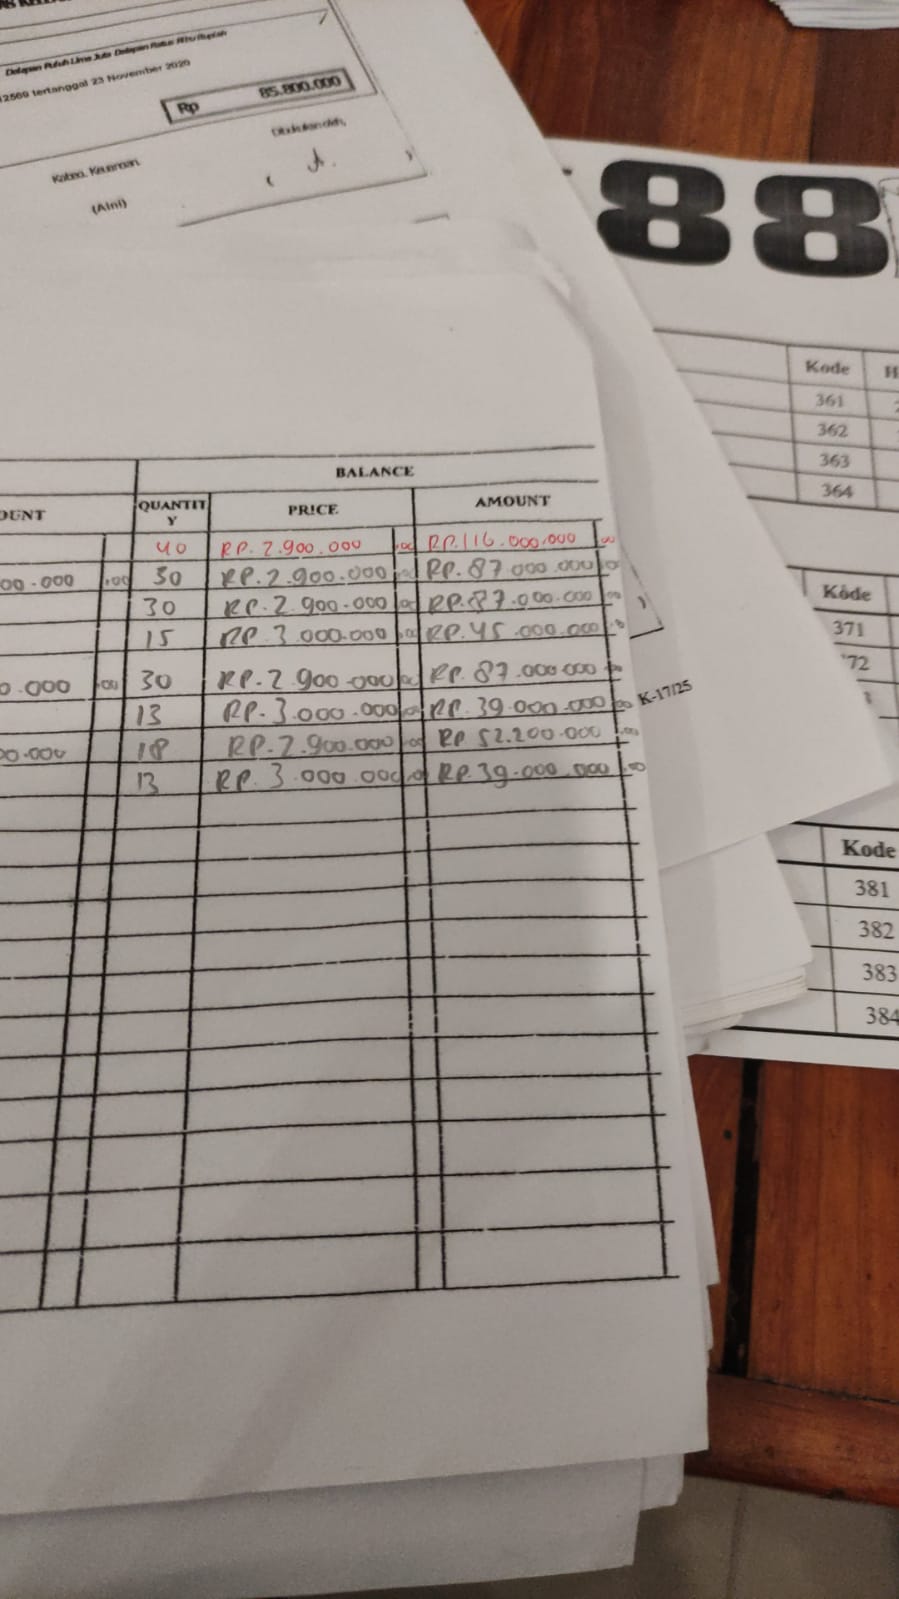 Delapan Puluh Lima Juta Delapan Ratus Ribu Rupiah
12569 tertanggal 23 November 2020
Rp 85.800.000
Dibukukan oleh,
Kabag. Keuangan
( )
(Aini)
88
Kode H
361
362
363
364
BALANCE
OUNT QUANTIT Y PRICE AMOUNT
40 RP. 2.900.000 ,00 RP. 116.000.000 ,00
00.000 ,00 30 RP. 2.900.000 ,00 RP. 87.000.000 ,00
30 RP. 2.900.000 ,00 RP. 87.000.000 ,00
15 RP. 3.000.000 ,00 RP. 45.000.000 ,00
0.000 ,00 30 RP. 2.900.000 ,00 RP. 87.000.000 ,00
13 RP. 3.000.000 ,00 RP. 39.000.000 ,00
00.000 18 RP. 2.900.000 ,00 RP 52.200.000 ,00
13 RP. 3.000.000 ,00 RP. 39.000.000 ,00
)
K-17/25
Kode
371
372
Kode
381
382
383
384